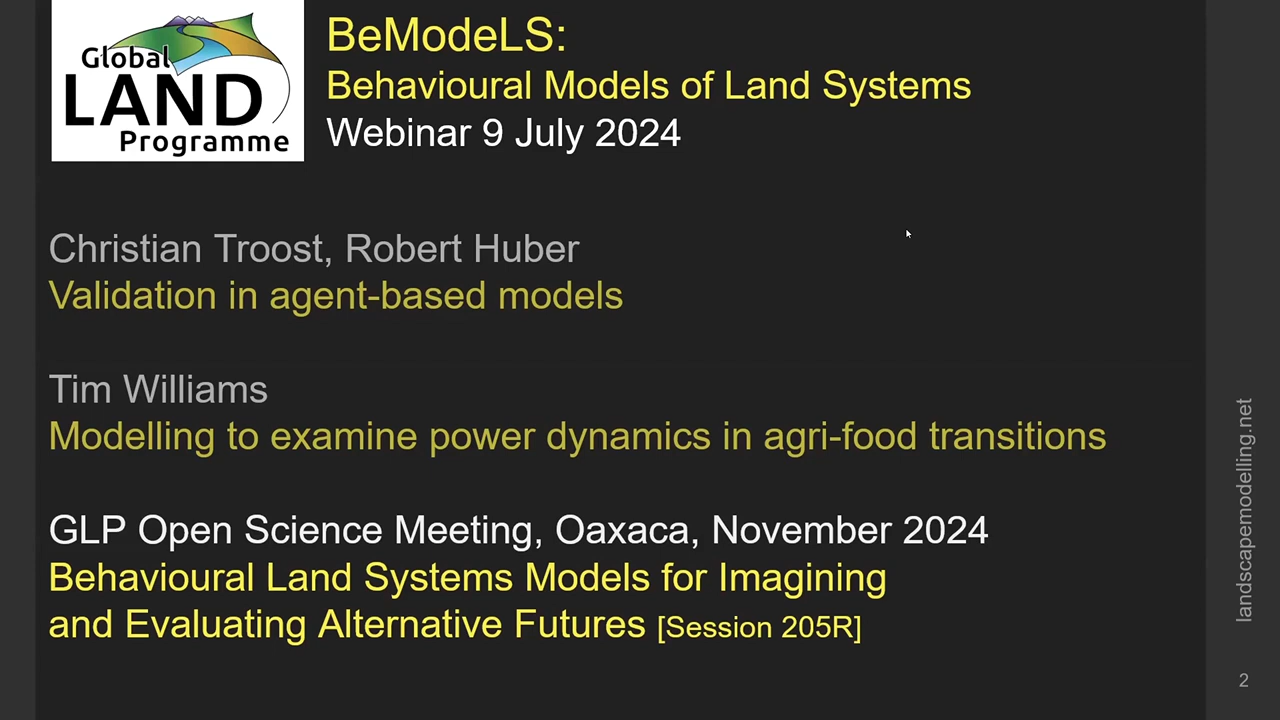 Global
LAND
Programme
BeModeLS:
Behavioural Models of Land Systems
Webinar 9 July 2024
Christian Troost, Robert Huber
Validation in agent-based models
Tim Williams
Modelling to examine power dynamics in agri-food transitions
GLP Open Science Meeting, Oaxaca, November 2024
Behavioural Land Systems Models for Imagining
and Evaluating Alternative Futures [Session 205R]
landscapemodelling.net
2